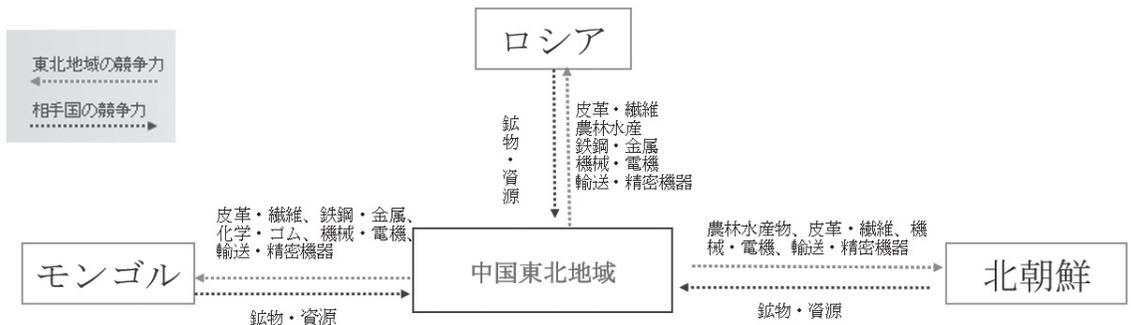 ロシア
東北地域の競争力
相手国の競争力
鉱物・資源
皮革・繊維
農林水産
鉄鋼・金属
機械・電機
輸送・精密機器
皮革・繊維、鉄鋼・金属、
化学・ゴム、機械・電機、
輸送・精密機器
農林水産物、皮革・繊維、機
械・電機、輸送・精密機器
モンゴル
中国東北地域
北朝鮮
鉱物・資源
鉱物・資源